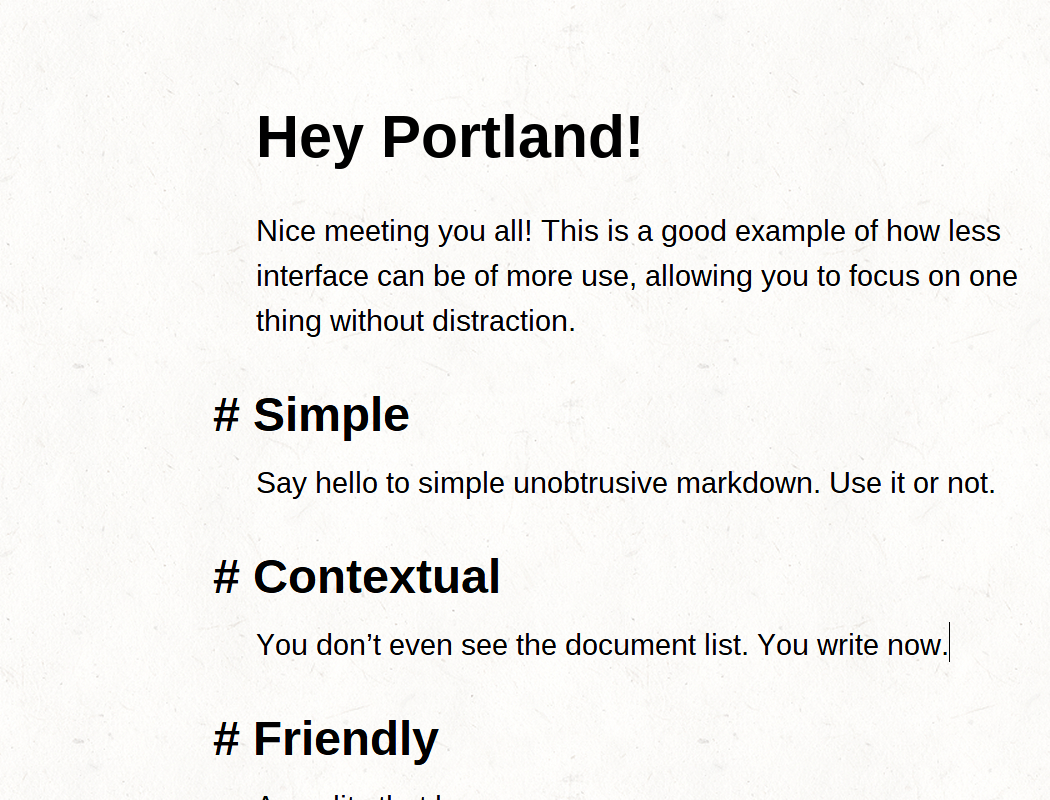 Hey Portland!
Nice meeting you all! This is a good example of how less
interface can be of more use, allowing you to focus on one
thing without distraction.
# Simple
Say hello to simple unobtrusive markdown. Use it or not.
# Contextual
You don’t even see the document list. You write now.
# Friendly